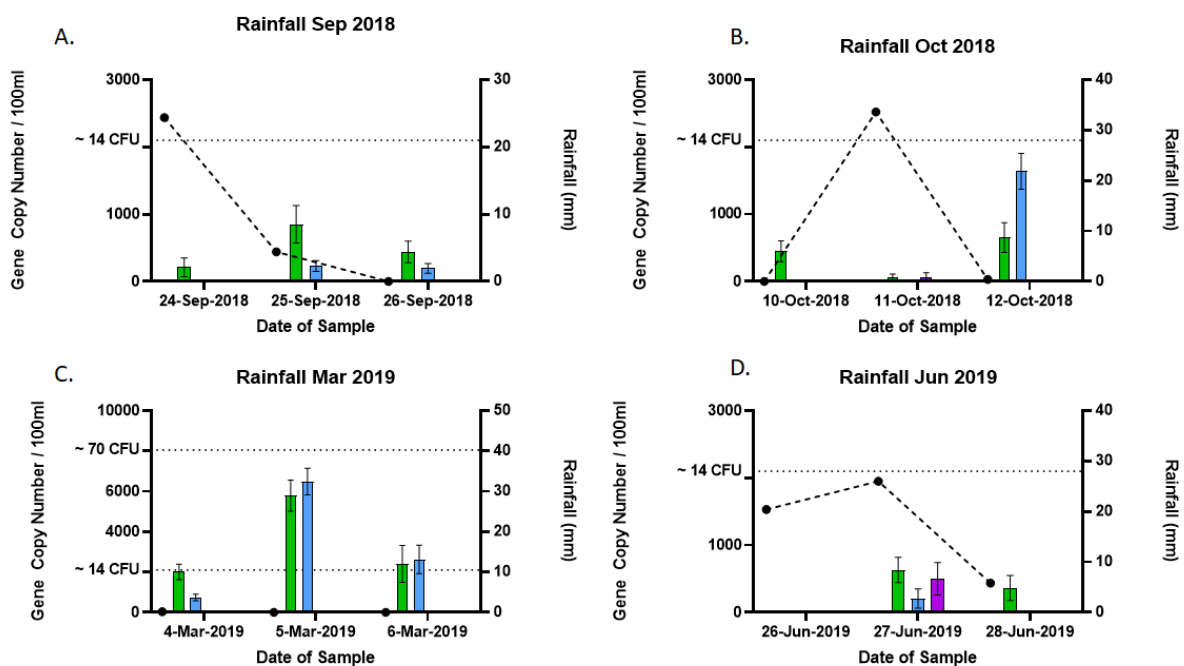 A.
Rainfall Sep 2018
Gene Copy Number / 100ml
3000
~ 14 CFU
1000
0
30
20
10
0
Rainfall (mm)
24-Sep-2018 25-Sep-2018 26-Sep-2018
Date of Sample
B.
Rainfall Oct 2018
Gene Copy Number / 100ml
3000
~ 14 CFU
1000
0
40
30
20
10
0
Rainfall (mm)
10-Oct-2018 11-Oct-2018 12-Oct-2018
Date of Sample
C.
Rainfall Mar 2019
Gene Copy Number / 100ml
10000
~ 70 CFU
6000
4000
~ 14 CFU
0
50
40
30
20
10
0
Rainfall (mm)
4-Mar-2019 5-Mar-2019 6-Mar-2019
Date of Sample
D.
Rainfall Jun 2019
Gene Copy Number / 100ml
3000
~ 14 CFU
1000
0
40
30
20
10
0
Rainfall (mm)
26-Jun-2019 27-Jun-2019 28-Jun-2019
Date of Sample